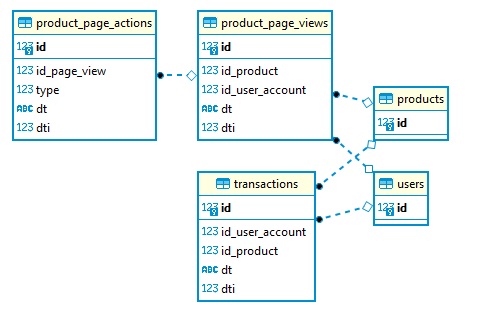 product_page_actions
123 id
123 id_page_view
123 type
ABC dt
123 dti
product_page_views
123 id
123 id_product
123 id_user_account
ABC dt
123 dti
products
123 id
transactions
123 id
123 id_user_account
123 id_product
ABC dt
123 dti
users
123 id